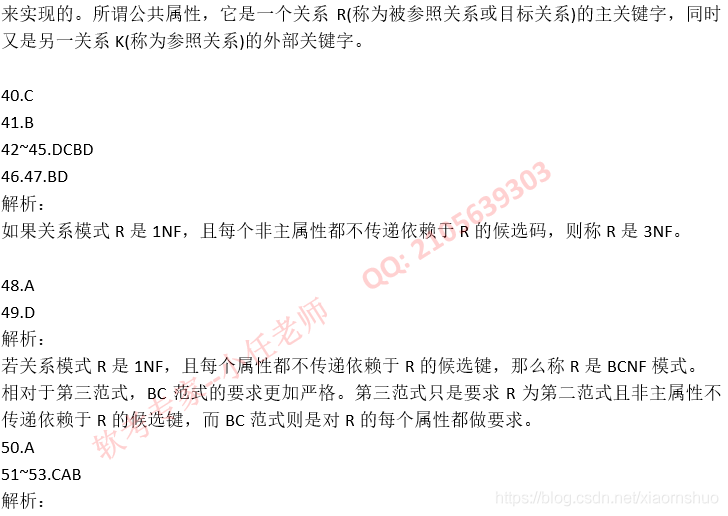 来实现的。所谓公共属性，它是一个关系 R(称为被参照关系或目标关系)的主关键字，同时
又是另一关系 K(称为参照关系)的外部关键字。
40.C
41.B
42~45.DCBD
46.47.BD
解析：
如果关系模式 R 是 1NF，且每个非主属性都不传递依赖于 R 的候选码，则称 R 是 3NF。
48.A
49.D
解析：
若关系模式 R 是 1NF，且每个属性都不传递依赖于 R 的候选键，那么称 R 是 BCNF 模式。
相对于第三范式，BC 范式的要求更加严格。第三范式只是要求 R 为第二范式且非主属性不
传递依赖于 R 的候选键，而 BC 范式则是对 R 的每个属性都做要求。
50.A
51~53.CAB
解析：
软考专家--小任老师 QQ: 2105639303
https://blog.csdn.net/xiaornshuo